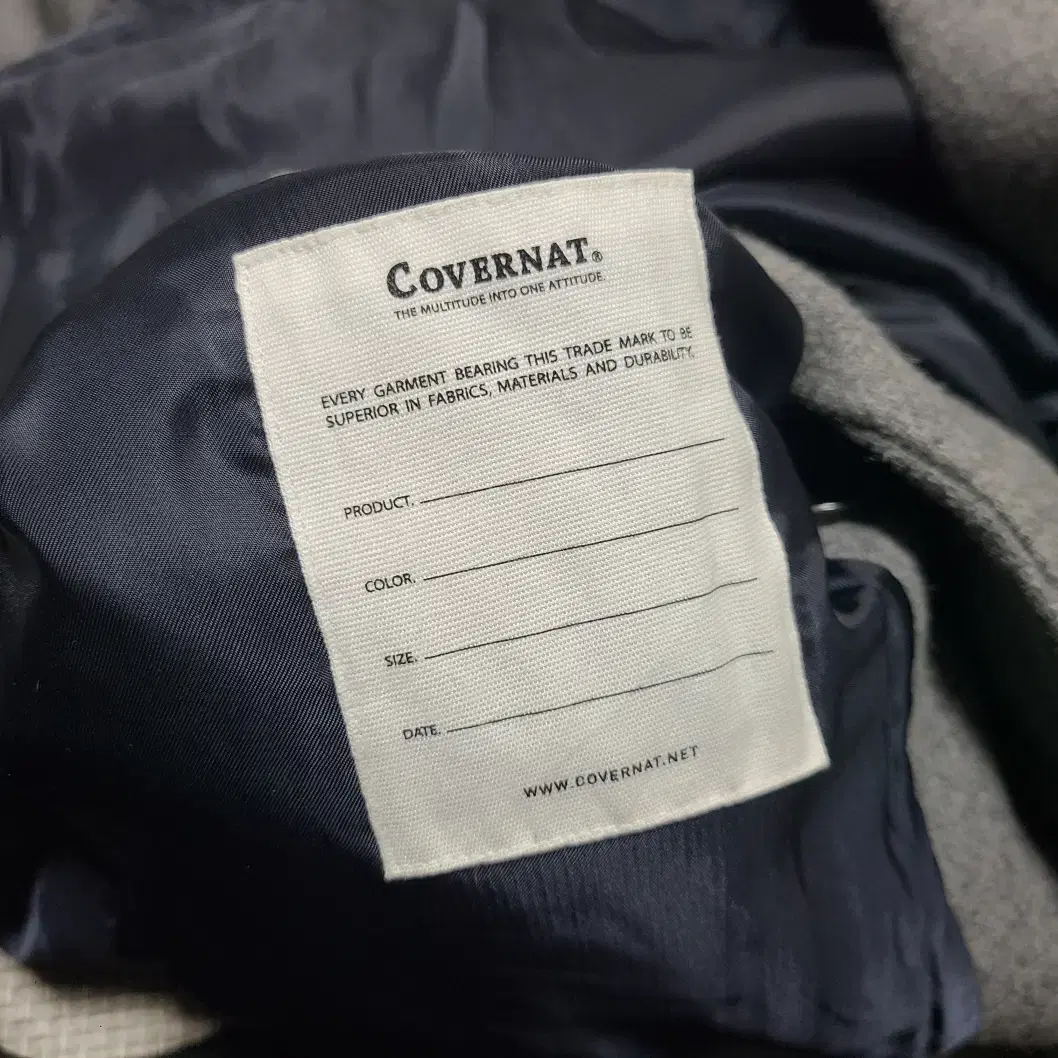 COVERNAT®
THE MULTITUDE INTO ONE ATTITUDE.
EVERY GARMENT BEARING THIS TRADE MARK TO BE
SUPERIOR IN FABRICS, MATERIALS AND DURABILITY.
PRODUCT.
COLOR.
SIZE.
DATE.
WWW.COVERNAT.NET